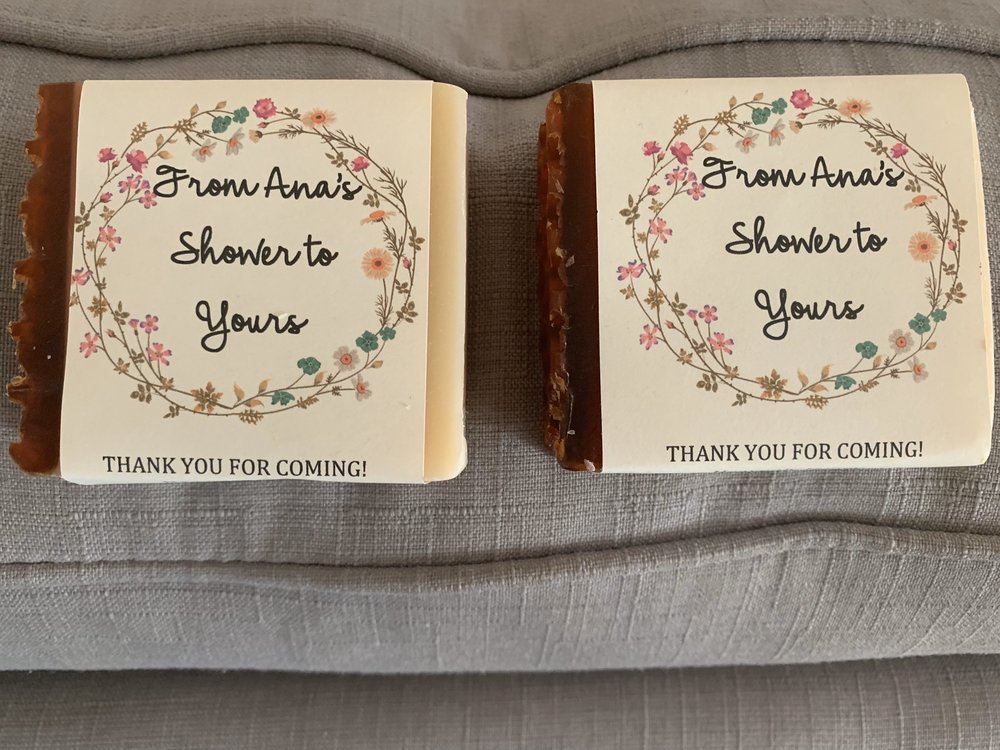 From Ana's
Shower to
Yours
THANK YOU FOR COMING!
From Ana's
Shower to
Yours
THANK YOU FOR COMING!